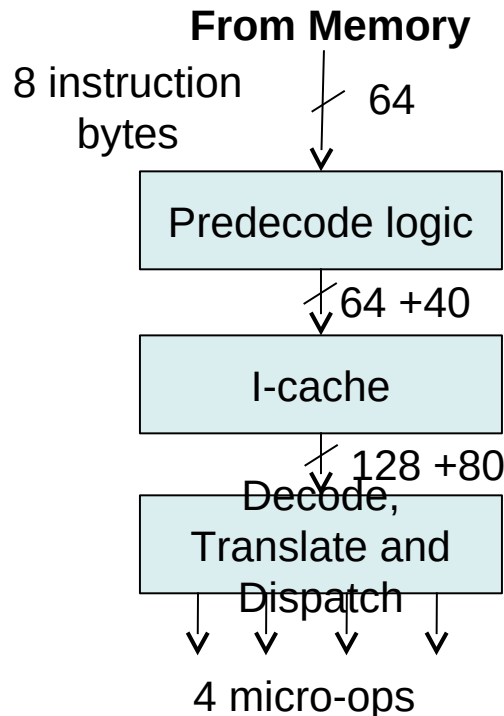 From Memory
8 instruction
bytes
64
Predecode logic
64 +40
I-cache
128 +80
Decode,
Translate and
Dispatch
4 micro-ops